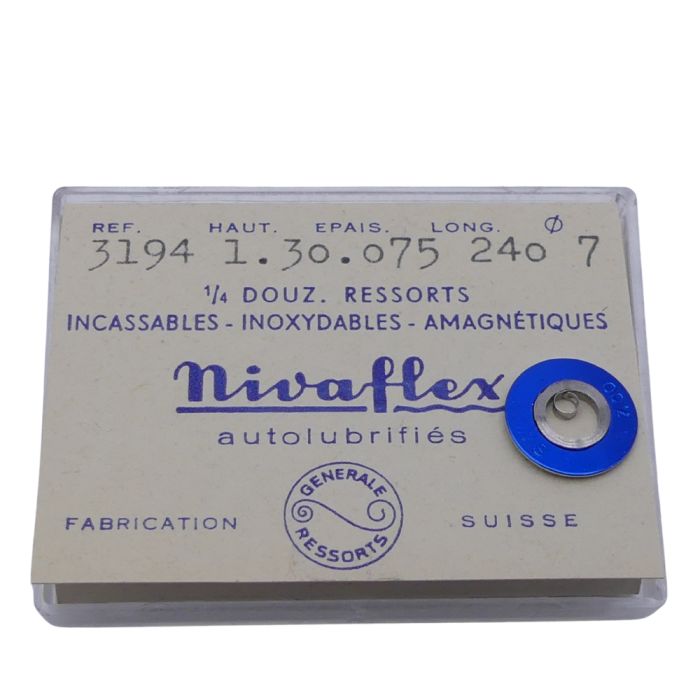 REF. HAUT. EPAIS. LONG. Ø
3194 1.30.075 240 7
1/4 DOUZ. RESSORTS
INCASSABLES - INOXYDABLES - AMAGNÉTIQUES
nivaflex
autolubrifiés
GENERALE
RESSORTS
FABRICATION SUISSE